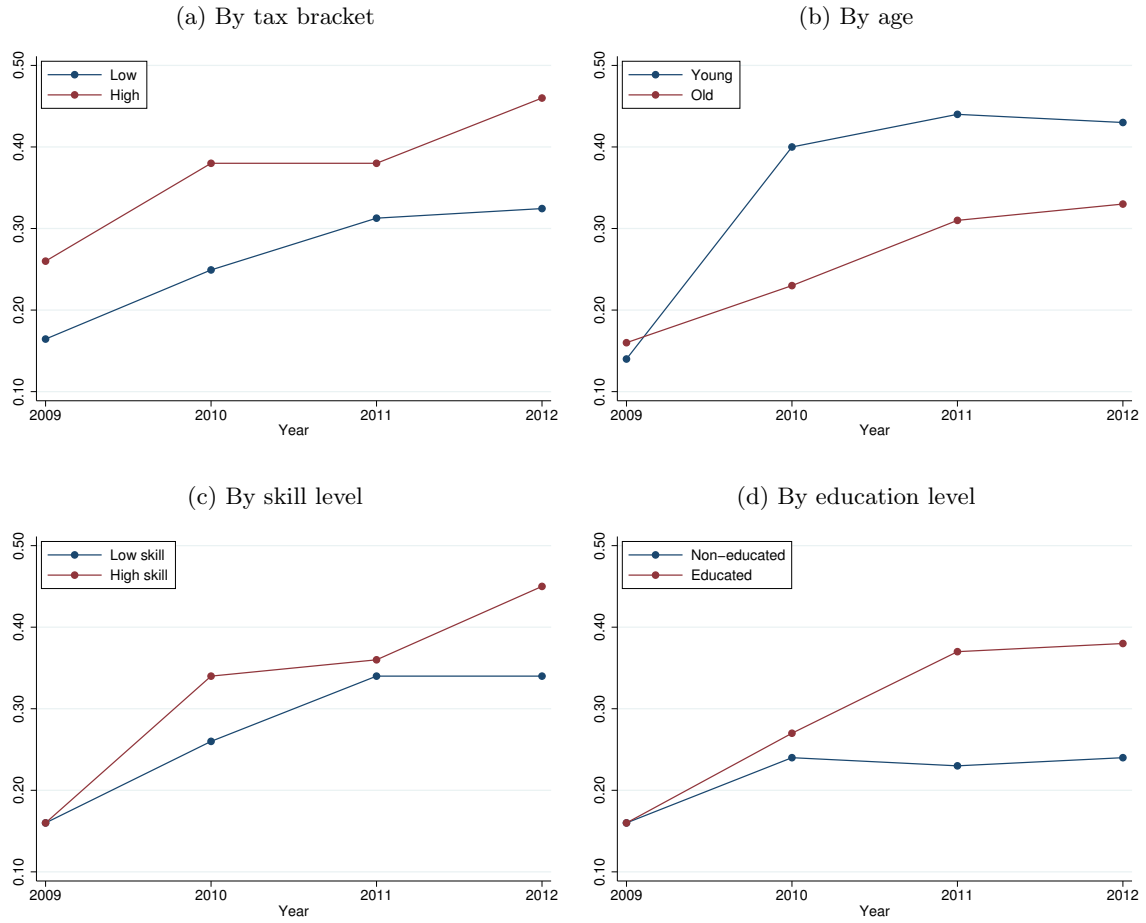 (a) By tax bracket
Low
High
0.50
0.40
0.30
0.20
0.10
2009 2010 2011 2012
Year
(b) By age
Young
Old
0.50
0.40
0.30
0.20
0.10
2009 2010 2011 2012
Year
(c) By skill level
Low skill
High skill
0.50
0.40
0.30
0.20
0.10
2009 2010 2011 2012
Year
(d) By education level
Non−educated
Educated
0.50
0.40
0.30
0.20
0.10
2009 2010 2011 2012
Year